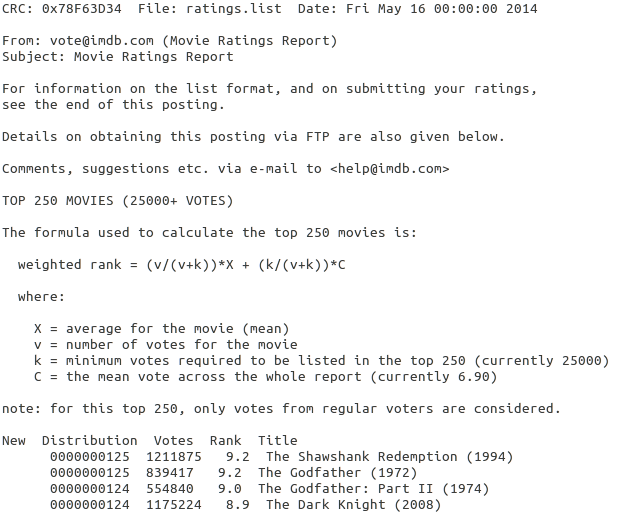 CRC: 0x78F63D34  File: ratings.list  Date: Fri May 16 00:00:00 2014
From: vote@imdb.com (Movie Ratings Report)
Subject: Movie Ratings Report
For information on the list format, and on submitting your ratings,
see the end of this posting.
Details on obtaining this posting via FTP are also given below.
Comments, suggestions etc. via e-mail to <help@imdb.com>
TOP 250 MOVIES (25000+ VOTES)
The formula used to calculate the top 250 movies is:
weighted rank = (v/(v+k))*X + (k/(v+k))*C
where:
X = average for the movie (mean)
v = number of votes for the movie
k = minimum votes required to be listed in the top 250 (currently 25000)
C = the mean vote across the whole report (currently 6.90)
note: for this top 250, only votes from regular voters are considered.
New  Distribution  Votes  Rank  Title
0000000125  1211875   9.2  The Shawshank Redemption (1994)
0000000125  839417   9.2  The Godfather (1972)
0000000124  554840   9.0  The Godfather: Part II (1974)
0000000124  1175224   8.9  The Dark Knight (2008)